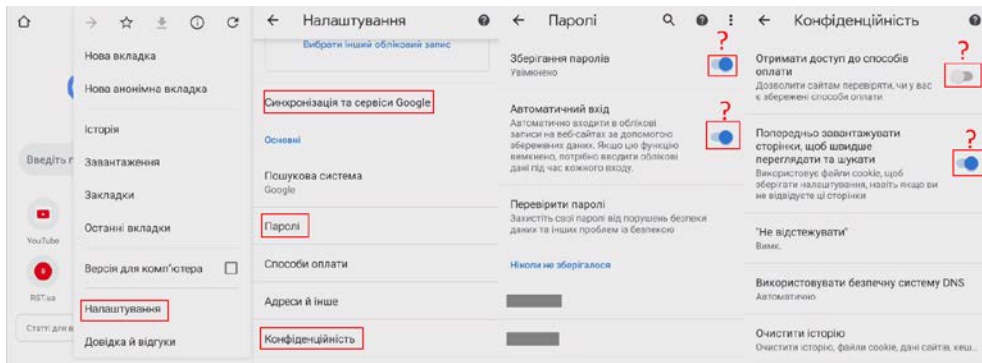 Нова вкладка
Нова анонімна вкладка
Історія
Завантаження
Закладки
Останні вкладки
Версія для комп'ютера
Налаштування
Довідка й відгуки
Введіть
YouTube
RST.ua
Статті для
Налаштування
Вибрати інший обліковий запис
Синхронізація та сервіси Google
Основні
Пошукова система
Google
Паролі
Способи оплати
Адреси й інше
Конфіденційність
Паролі
?
Зберігання паролів
Увімкнено
?
Автоматичний вхід
Автоматично входити в облікові
записи на веб-сайтах за допомогою
збережених даних. Якщо цю функцію
вимкнено, потрібно вводити облікові
дані під час кожного входу.
Перевірити паролі
Захистіть свої паролі від порушень безпеки
даних та інших проблем із безпекою
Ніколи не зберігалося
Конфіденційність
?
Отримати доступ до способів
оплати
Дозволити сайтам перевіряти, чи у вас
є збережені способи оплати
?
Попередньо завантажувати
сторінки, щоб швидше
переглядати та шукати
Використовує файли cookie, щоб
зберігати налаштування, навіть якщо ви
не відвідуєте ці сторінки
"Не відстежувати"
Вимк.
Використовувати безпечну систему DNS
Автоматично
Очистити історію
Очистити історію, файли cookie, дані сайтів, кеш...